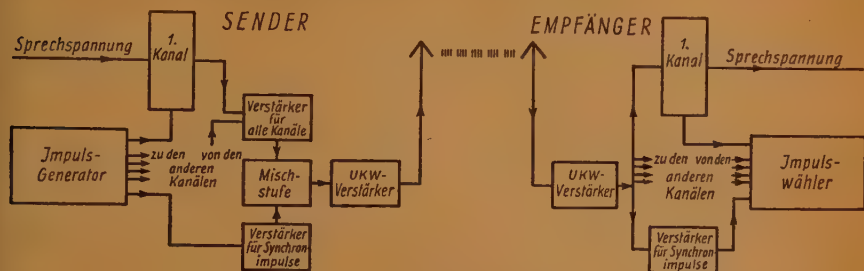 SENDER
Sprechspannung
1.
Kanal
Verstärker
für
alle Kanäle
Jmpuls-
Generator
zu den
anderen
Kanälen
von den
Misch-
stufe
UKW-
Verstärker
Verstärker
für Synchron
impulse
EMPFÄNGER
1.
Kanal
Sprechspannung
UKW-
Verstärker
zu den von den
anderen
Kanälen
Jmpuls-
wähler
Verstärker
für Synchron
impulse